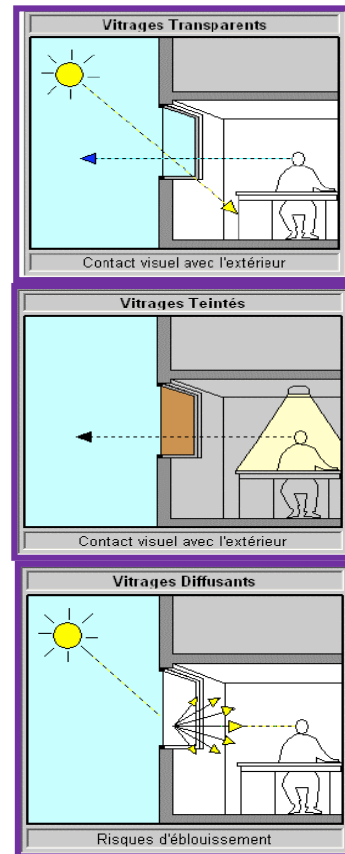 Vitrages Transparents
Contact visuel avec l'extérieur
Vitrages Teintés
Contact visuel avec l'extérieur
Vitrages Diffusants
Risques d'éblouissement